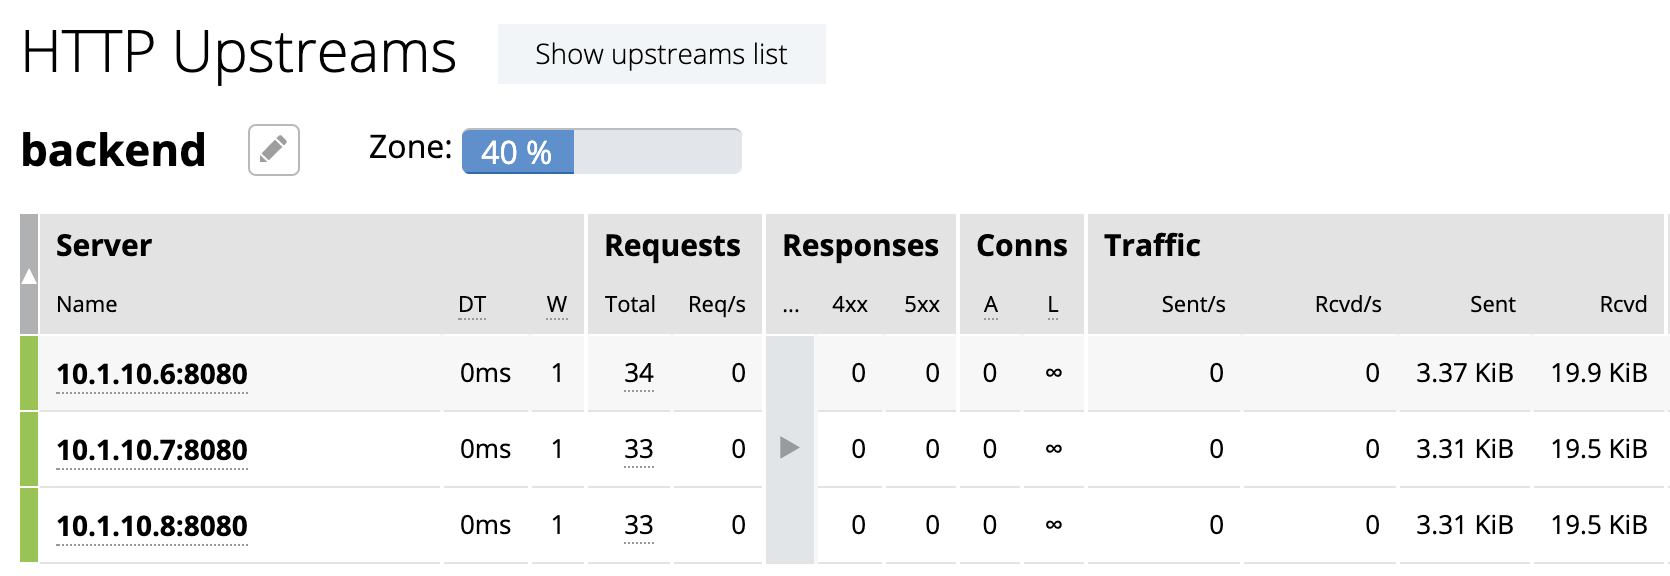 HTTP Upstreams Show upstreams list
backend Zone: 40 %
Server Requests Responses Conns Traffic
Name DT W Total Req/s ... 4xx 5xx A L Sent/s Rcvd/s Sent Rcvd
10.1.10.6:8080 0ms 1 34 0 0 0 0 ∞ 0 0 3.37 KiB 19.9 KiB
10.1.10.7:8080 0ms 1 33 0 0 0 0 ∞ 0 0 3.31 KiB 19.5 KiB
10.1.10.8:8080 0ms 1 33 0 0 0 0 ∞ 0 0 3.31 KiB 19.5 KiB